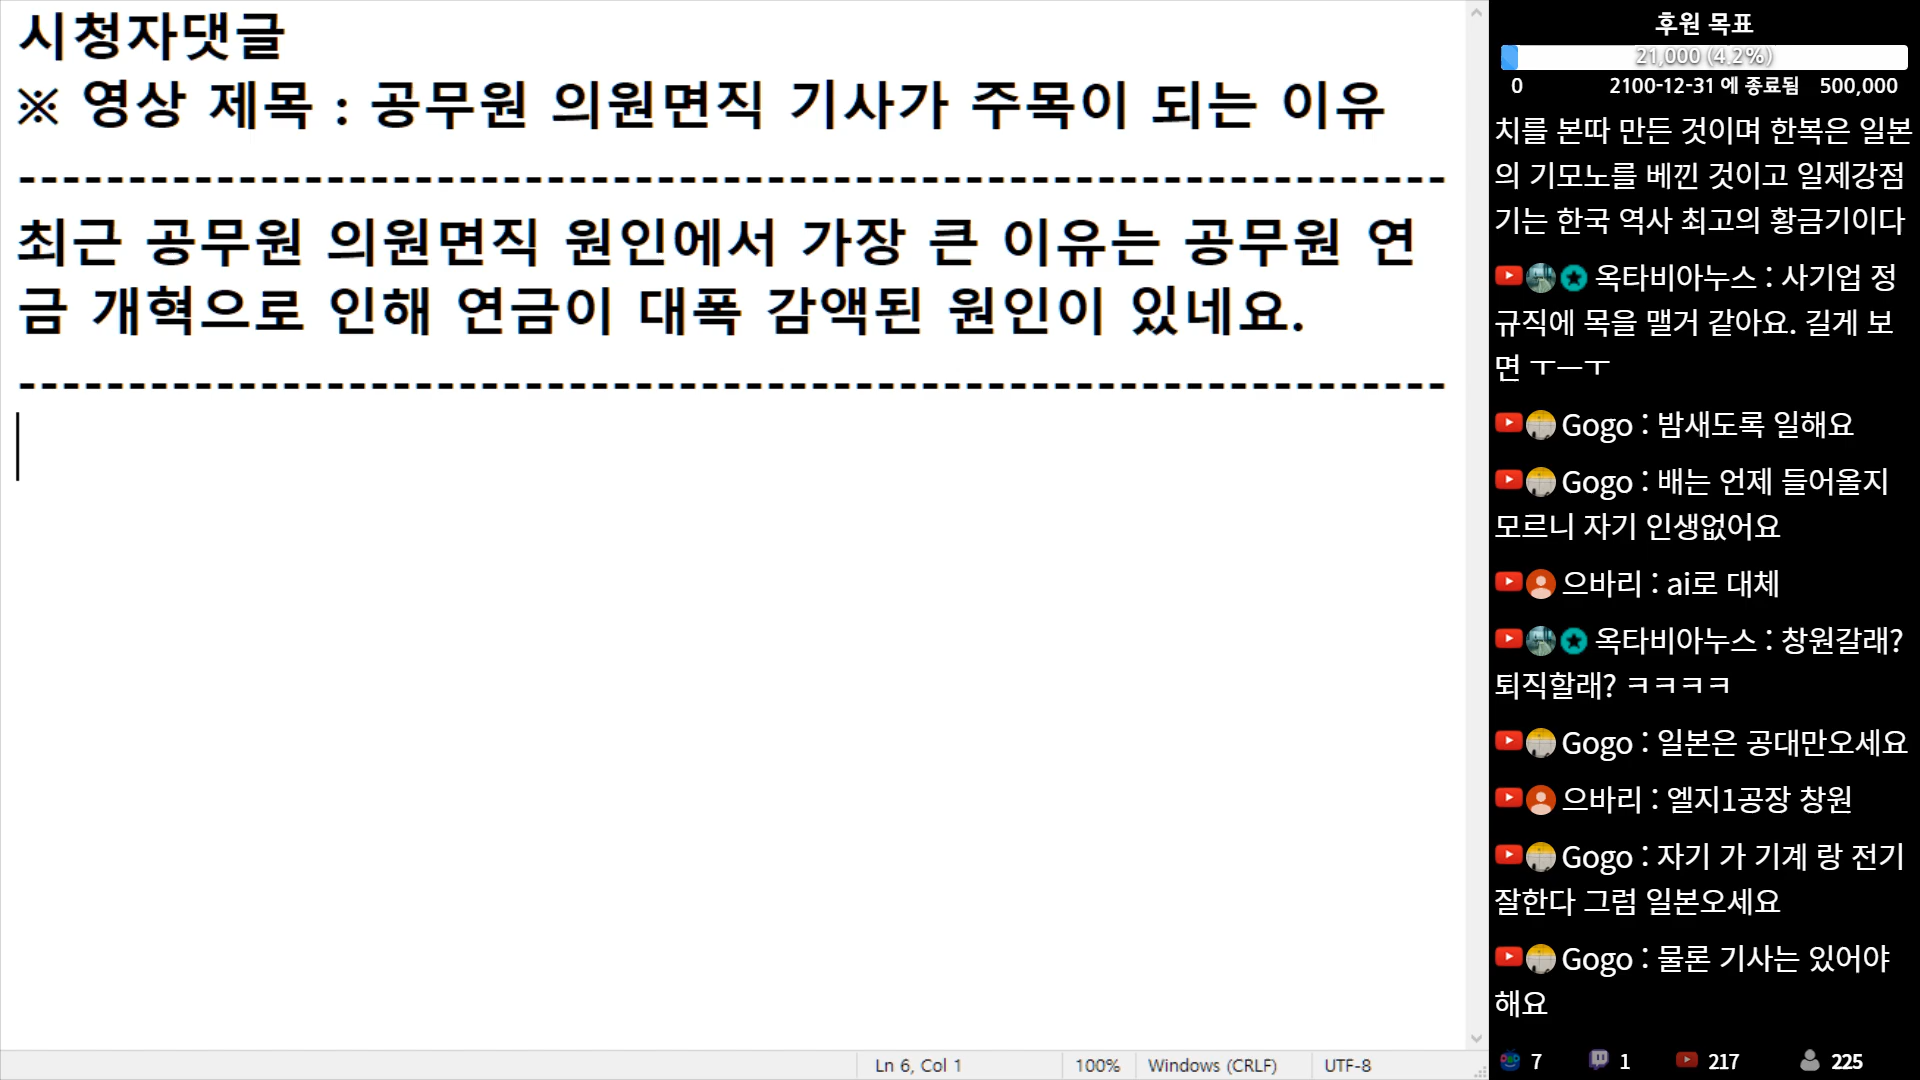 시청자댓글
※ 영상 제목 : 공무원 의원면직 기사가 주목이 되는 이유
-----------------------------------------------------------------
최근 공무원 의원면직 원인에서 가장 큰 이유는 공무원 연
금 개혁으로 인해 연금이 대폭 감액된 원인이 있네요.
-----------------------------------------------------------------
Ln 6, Col 1
100%
Windows (CRLF)
UTF-8
후원 목표
21,000 (4.2%)
0
2100-12-31 에 종료됨
500,000
치를 본따 만든 것이며 한복은 일본
의 기모노를 베낀 것이고 일제강점
기는 한국 역사 최고의 황금기이다
옥타비아누스 : 사기업 정
규직에 목을 맬거 같아요. 길게 보
면 ㅜㅡㅜ
Gogo : 밤새도록 일해요
Gogo : 배는 언제 들어올지
모르니 자기 인생없어요
으바리 : ai로 대체
옥타비아누스 : 창원갈래?
퇴직할래? ㅋㅋㅋㅋ
Gogo : 일본은 공대만오세요
으바리 : 엘지1공장 창원
Gogo : 자기 가 기계 랑 전기
잘한다 그럼 일본오세요
Gogo : 물론 기사는 있어야
해요
7
1
217
225